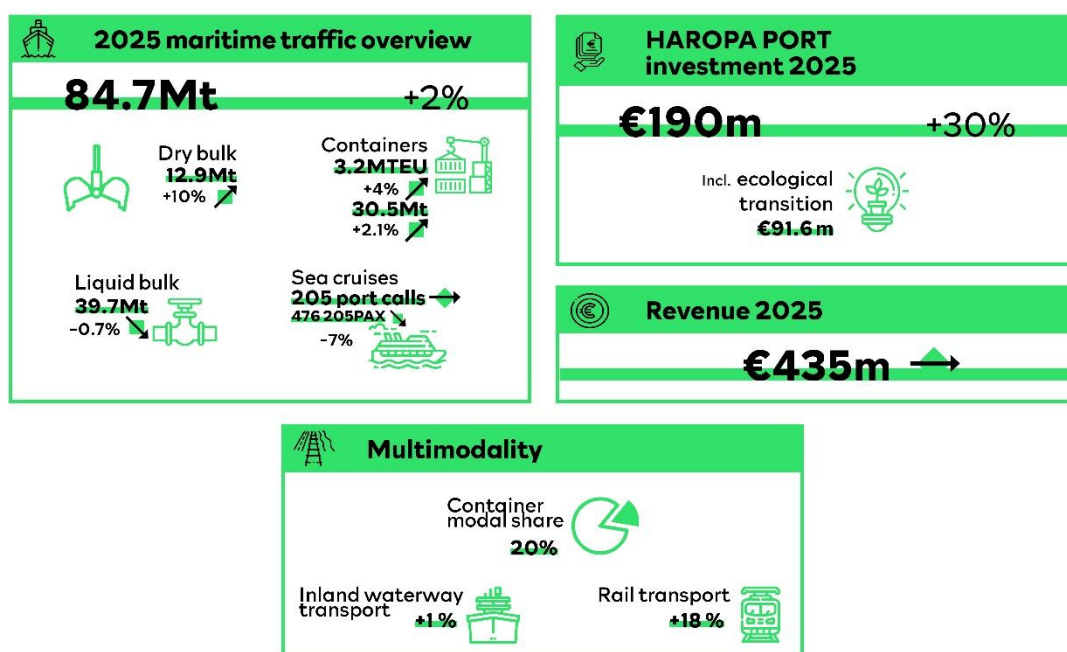 2025 maritime traffic overview
84.7Mt +2%
Dry bulk
12.9Mt
+10%
Containers
3.2MTEU
+4%
30.5Mt
+2.1%
Liquid bulk
39.7Mt
-0.7%
Sea cruises
205 port calls
476 205PAX
-7%
HAROPA PORT
investment 2025
€190m +30%
Incl. ecological
transition
€91.6m
Revenue 2025
€435m
Multimodality
Container
modal share
20%
Inland waterway
transport
+1 %
Rail transport
+18 %